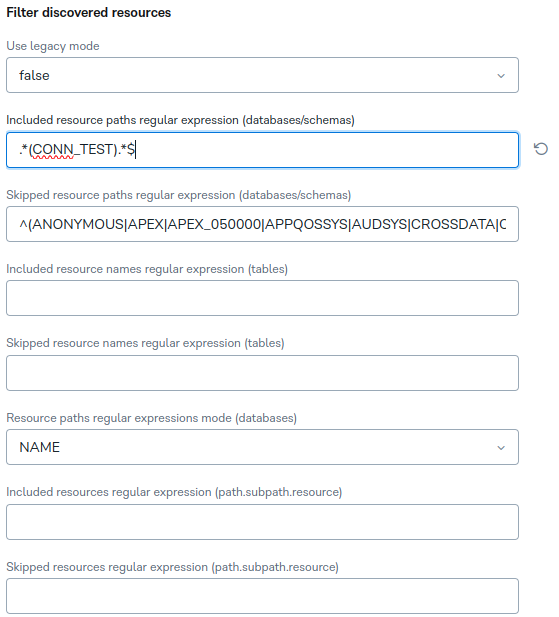 Filter discovered resources
Use legacy mode
false
Included resource paths regular expression (databases/schemas)
.*(CONN_TEST).*$
Skipped resource paths regular expression (databases/schemas)
^(ANONYMOUS|APEX|APEX_050000|APPQOSSYS|AUDSYS|CROSSDATA|C
Included resource names regular expression (tables)
Skipped resource names regular expression (tables)
Resource paths regular expressions mode (databases)
NAME
Included resources regular expression (path.subpath.resource)
Skipped resources regular expression (path.subpath.resource)